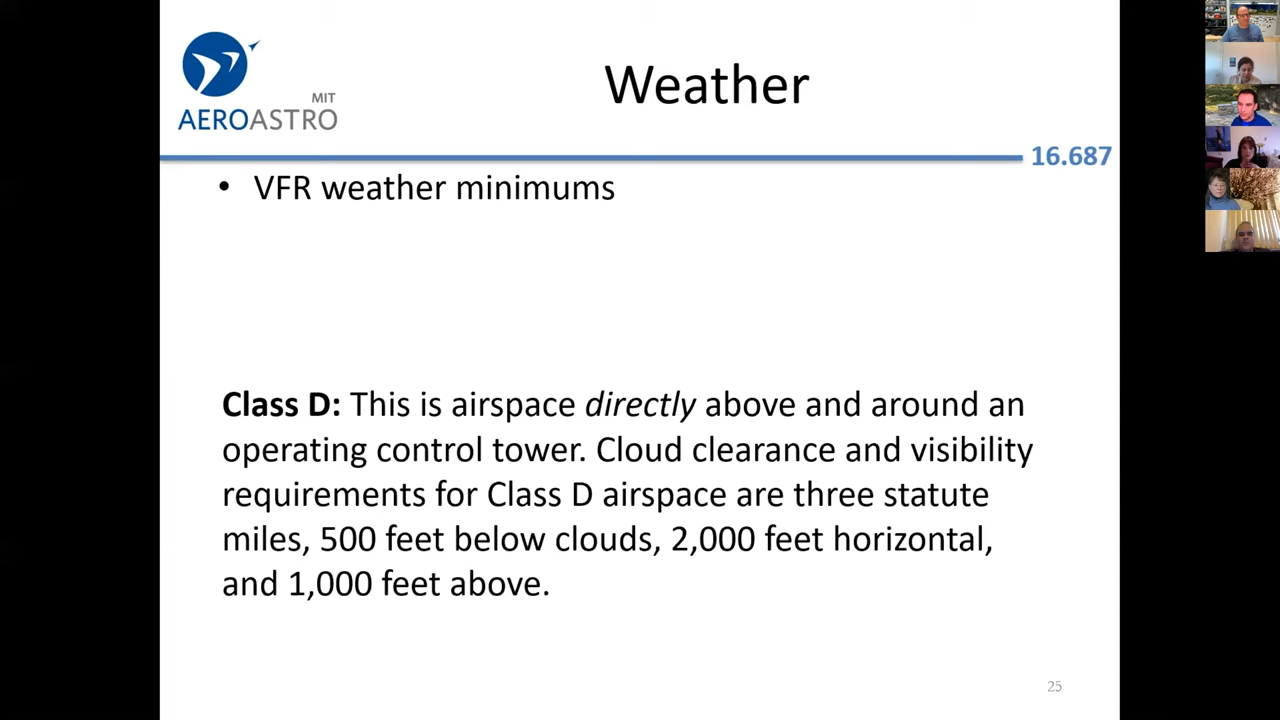 MIT
AEROASTRO
Weather
16.687
• VFR weather minimums
Class D: This is airspace directly above and around an
operating control tower. Cloud clearance and visibility
requirements for Class D airspace are three statute
miles, 500 feet below clouds, 2,000 feet horizontal,
and 1,000 feet above.
25